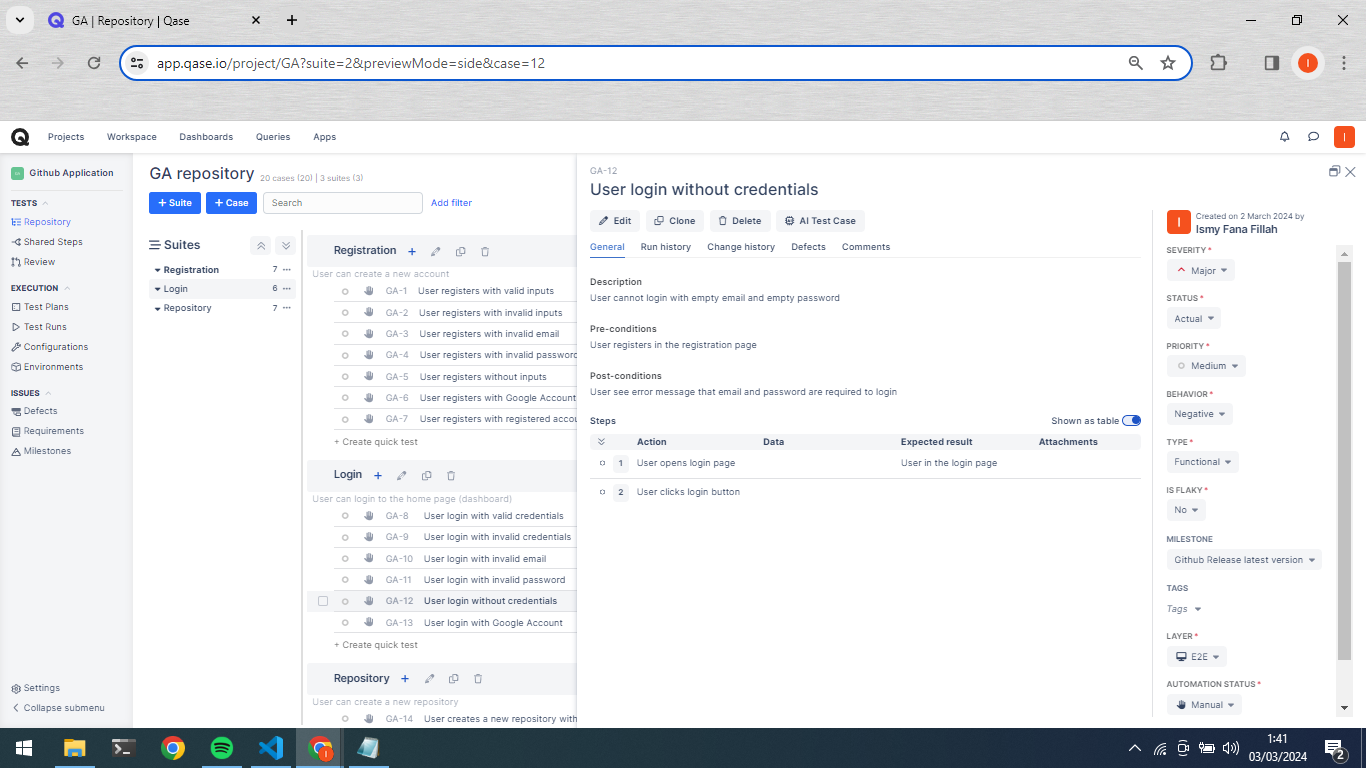 GA | Repository | Qase
app.qase.io/project/GA?suite=2&previewMode=side&case=12
Projects Workspace Dashboards Queries Apps
Github Application
TESTS
Repository
Shared Steps
Review
EXECUTION
Test Plans
Test Runs
Configurations
Environments
ISSUES
Defects
Requirements
Milestones
Settings
Collapse submenu
GA repository 20 cases (20) | 3 suites (3)
+ Suite + Case Search Add filter
Suites
Registration 7
Login 6
Repository 7
Registration
User can create a new account
GA-1 User registers with valid inputs
GA-2 User registers with invalid inputs
GA-3 User registers with invalid email
GA-4 User registers with invalid password
GA-5 User registers without inputs
GA-6 User registers with Google Account
GA-7 User registers with registered accou
+ Create quick test
Login
User can login to the home page (dashboard)
GA-8 User login with valid credentials
GA-9 User login with invalid credentials
GA-10 User login with invalid email
GA-11 User login with invalid password
GA-12 User login without credentials
GA-13 User login with Google Account
+ Create quick test
Repository
User can create a new repository
GA-14 User creates a new repository with
GA-12
User login without credentials
Edit Clone Delete AI Test Case
General Run history Change history Defects Comments
Description
User cannot login with empty email and empty password
Pre-conditions
User registers in the registration page
Post-conditions
User see error message that email and password are required to login
Steps Shown as table
Action Data Expected result Attachments
1 User opens login page User in the login page
2 User clicks login button
I Created on 2 March 2024 by
Ismy Fana Fillah
SEVERITY *
Major
STATUS *
Actual
PRIORITY *
Medium
BEHAVIOR *
Negative
TYPE *
Functional
IS FLAKY *
No
MILESTONE
Github Release latest version
TAGS
Tags
LAYER *
E2E
AUTOMATION STATUS *
Manual
1:41
03/03/2024
2